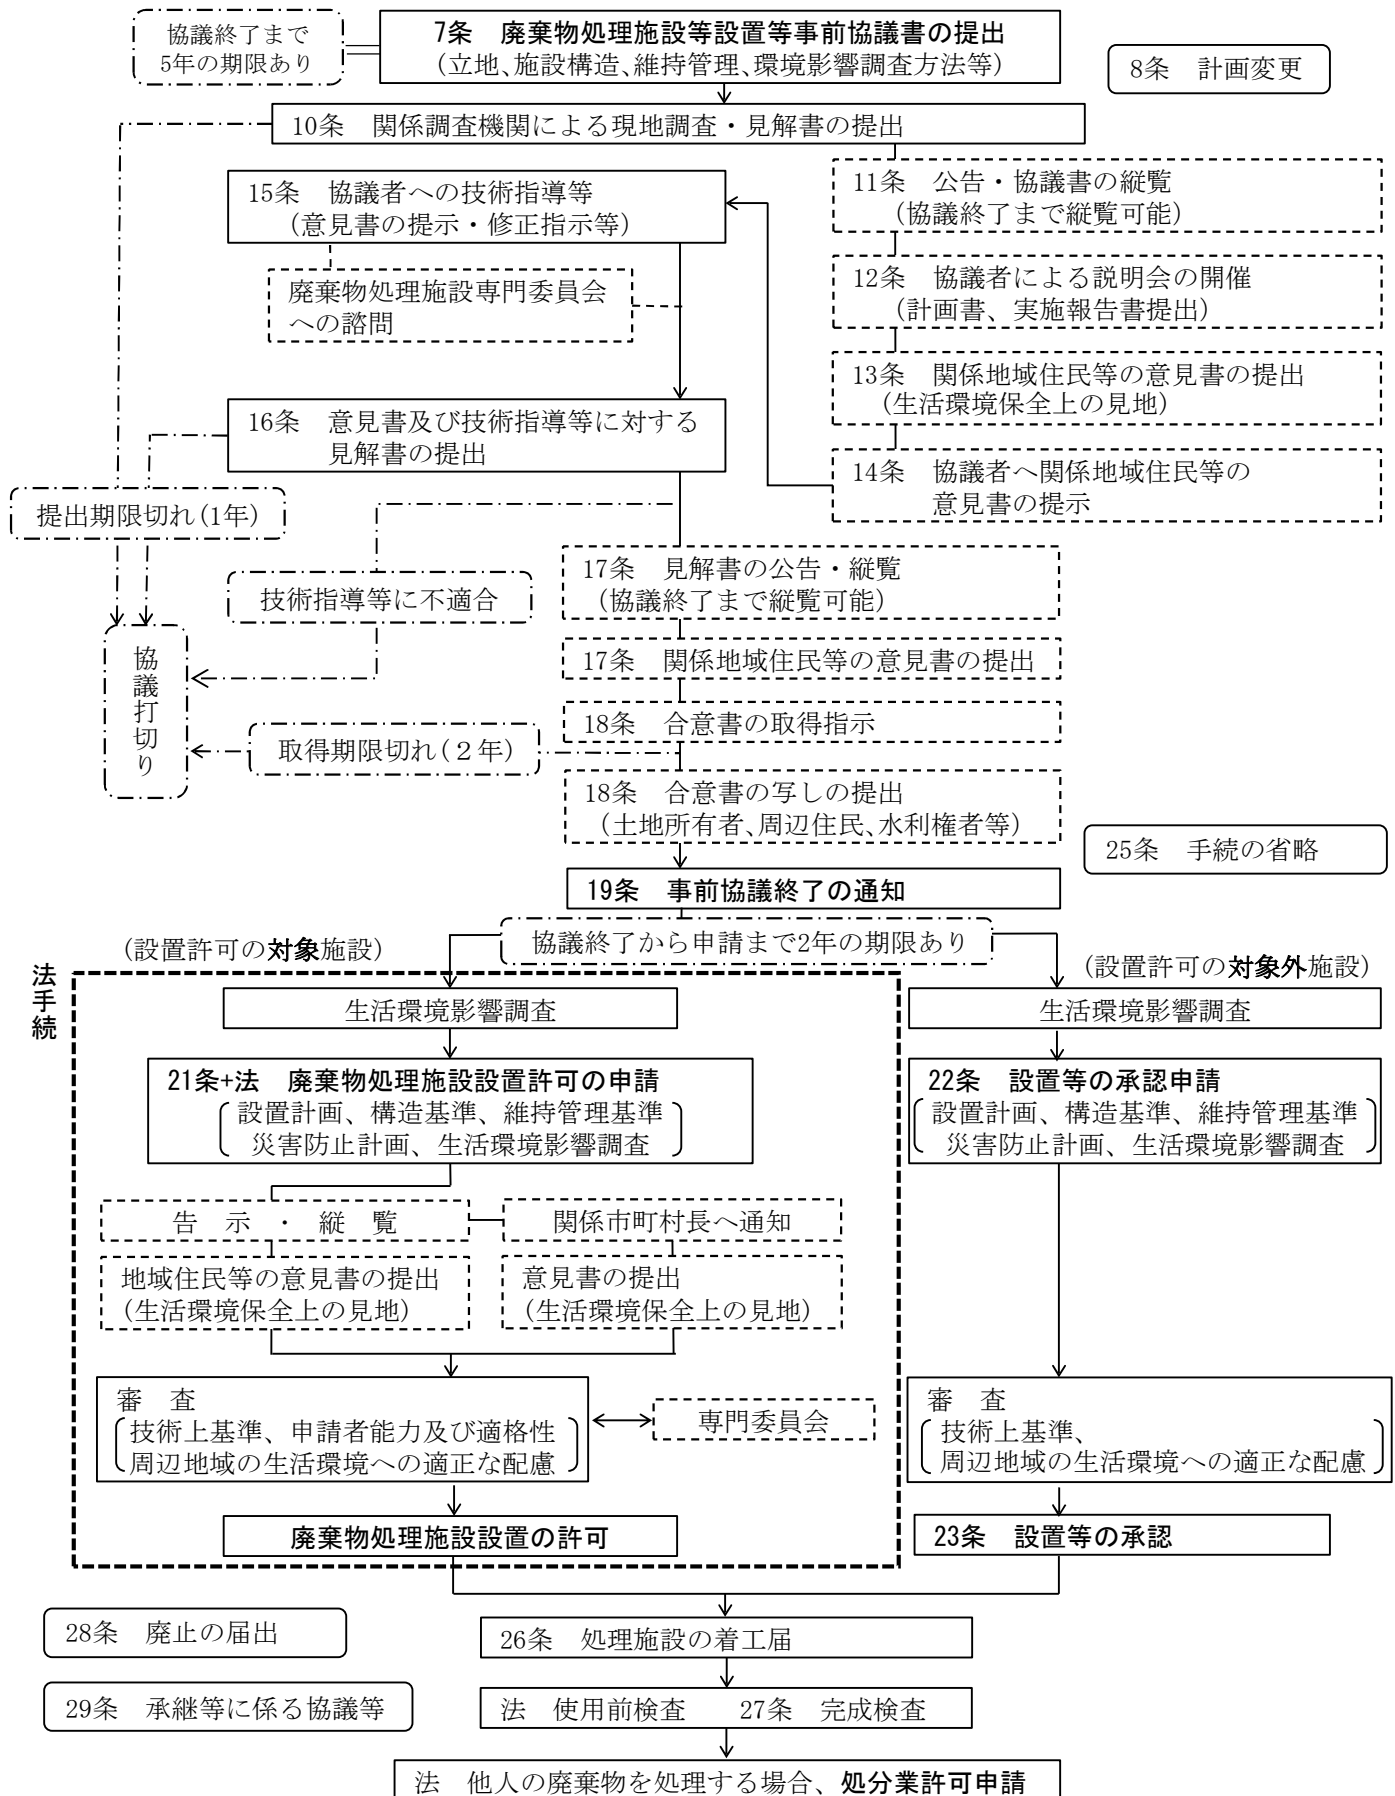 協議終了まで
5年の期限あり
7条　廃棄物処理施設等設置等事前協議書の提出
（立地、施設構造、維持管理、環境影響調査方法等）
8条　計画変更
10条　関係調査機関による現地調査・見解書の提出
11条　公告・協議書の縦覧
（協議終了まで縦覧可能）
15条　協議者への技術指導等
（意見書の提示・修正指示等）
12条　協議者による説明会の開催
（計画書、実施報告書提出）
廃棄物処理施設専門委員会
への諮問
13条　関係地域住民等の意見書の提出
（生活環境保全上の見地）
16条　意見書及び技術指導等に対する
見解書の提出
14条　協議者へ関係地域住民等の
意見書の提示
提出期限切れ（1年）
17条　見解書の公告・縦覧
（協議終了まで縦覧可能）
技術指導等に不適合
協議打切り
17条　関係地域住民等の意見書の提出
18条　合意書の取得指示
取得期限切れ（２年）
18条　合意書の写しの提出
（土地所有者、周辺住民、水利権者等）
25条　手続の省略
19条　事前協議終了の通知
協議終了から申請まで2年の期限あり
（設置許可の対象施設）
（設置許可の対象外施設）
法手続
生活環境影響調査
生活環境影響調査
21条+法　廃棄物処理施設設置許可の申請
設置計画、構造基準、維持管理基準
災害防止計画、生活環境影響調査
22条　設置等の承認申請
設置計画、構造基準、維持管理基準
災害防止計画、生活環境影響調査
告　示　・　縦　覧
関係市町村長へ通知
地域住民等の意見書の提出
（生活環境保全上の見地）
意見書の提出
（生活環境保全上の見地）
審　査
技術上基準、申請者能力及び適格性
周辺地域の生活環境への適正な配慮
専門委員会
審　査
技術上基準、
周辺地域の生活環境への適正な配慮
廃棄物処理施設設置の許可
23条　設置等の承認
28条　廃止の届出
26条　処理施設の着工届
29条　承継等に係る協議等
法　使用前検査　　27条　完成検査
法　他人の廃棄物を処理する場合、処分業許可申請